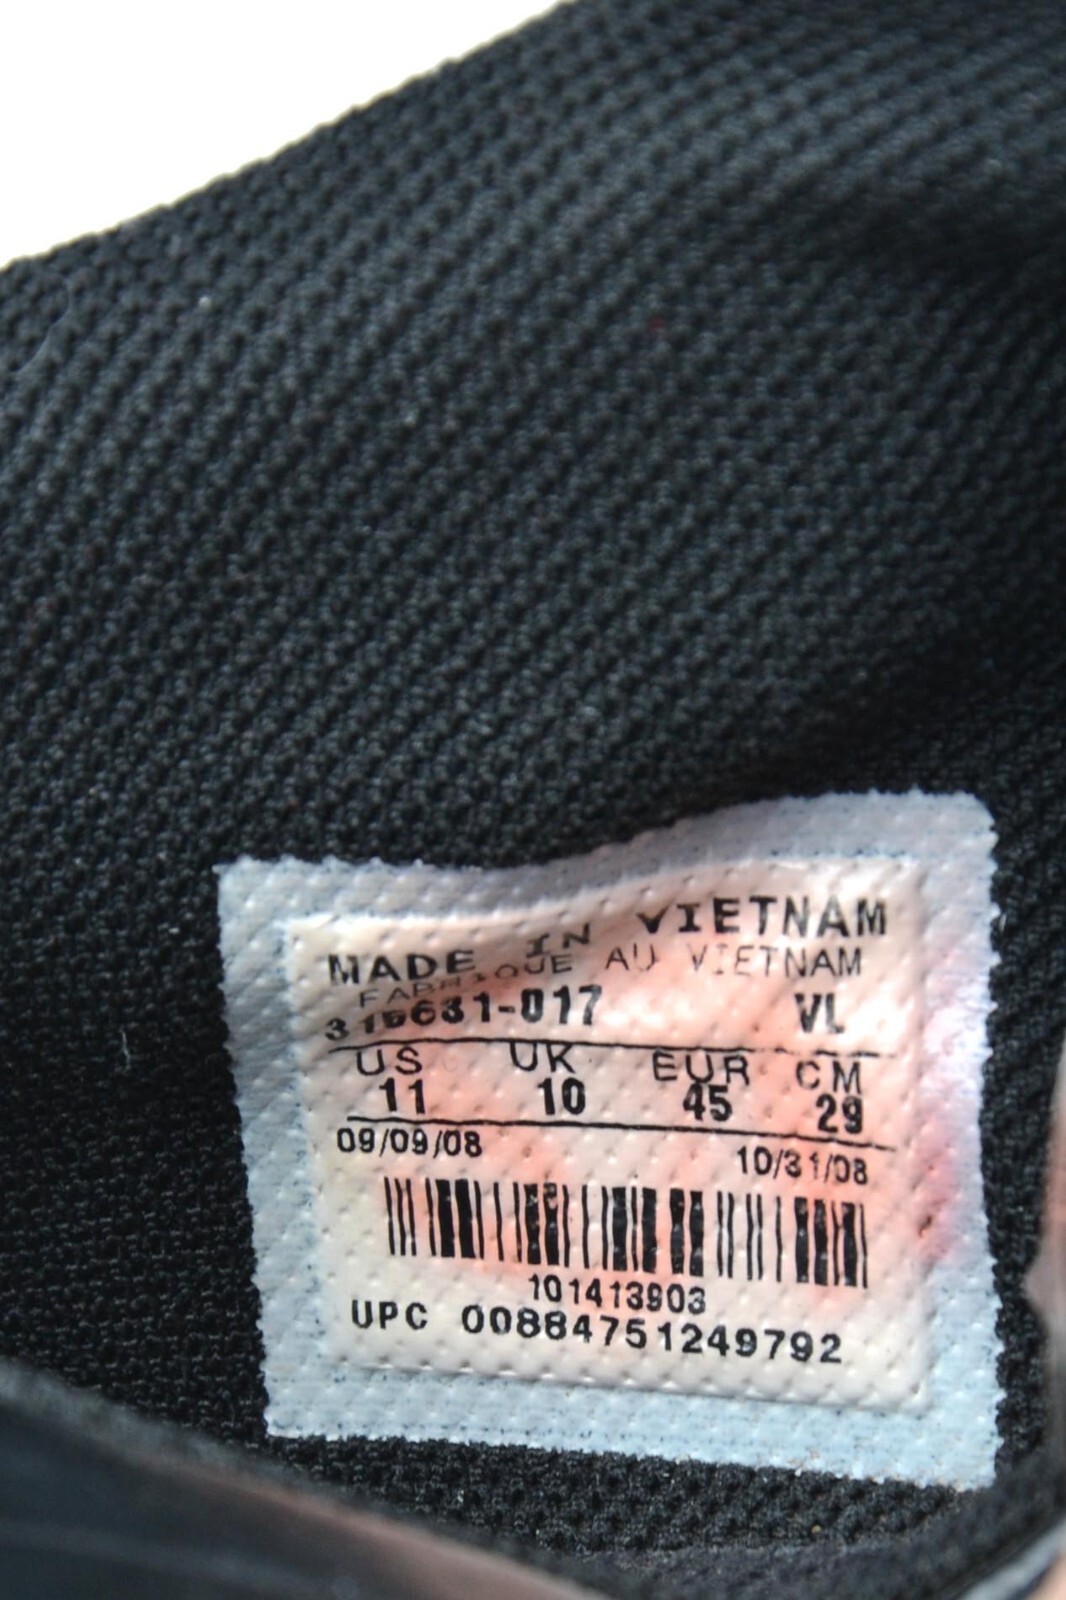 MADE IN VIETNAM
FABRIQUE AU VIETNAM
VL
US UK EUR CM
11 10 45 29
09/09/08 10/31/08
101413903
UPC 00884751249792